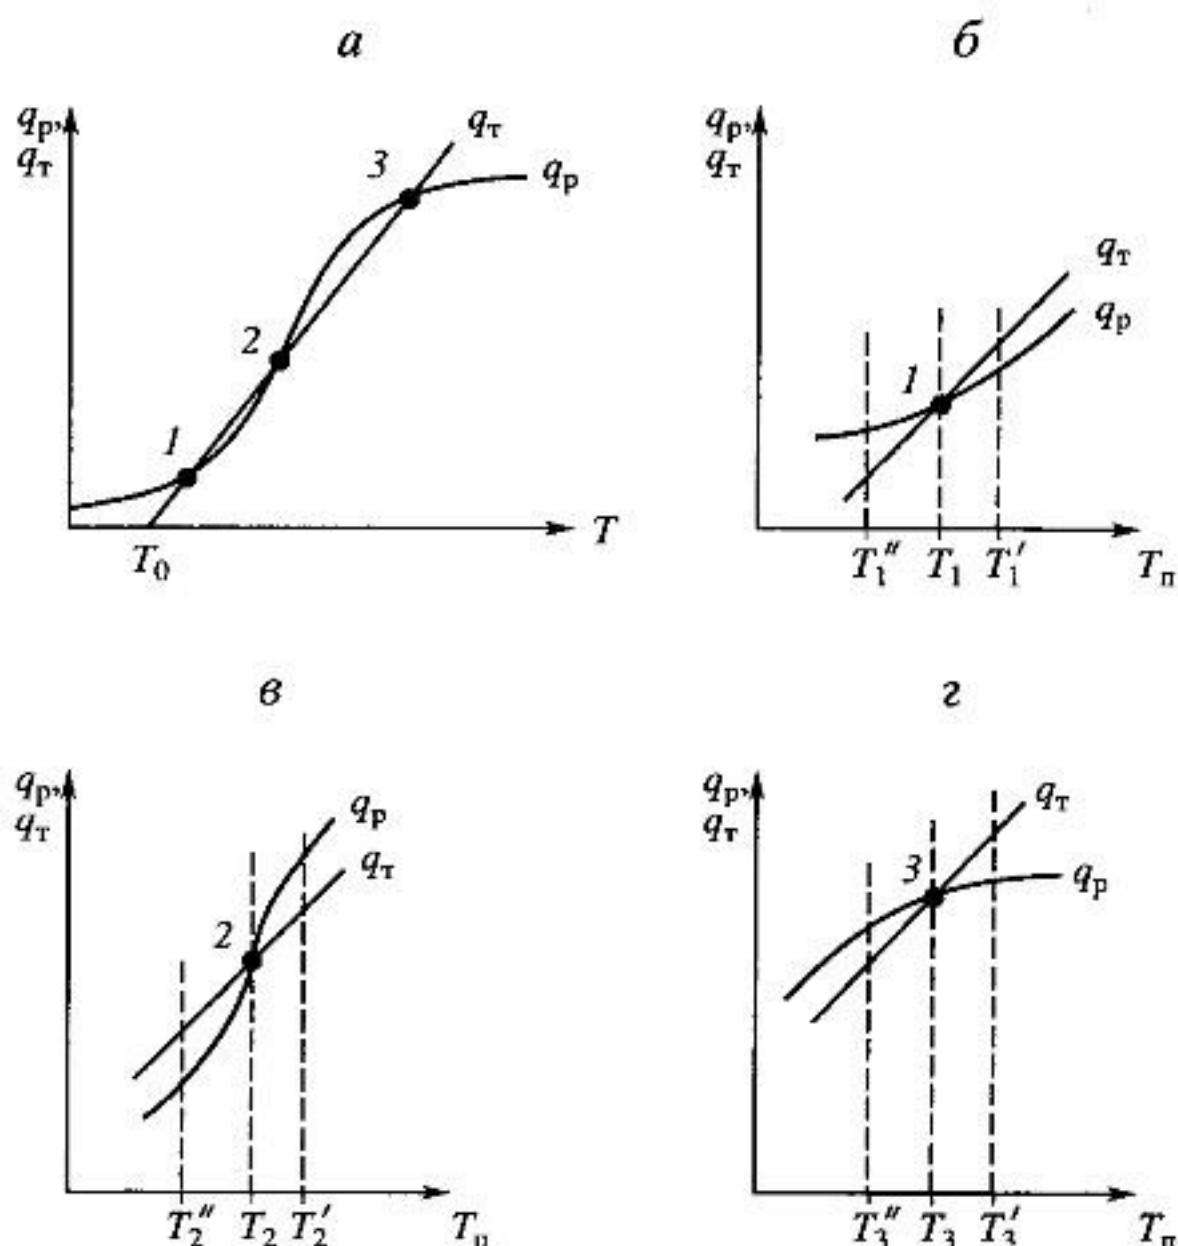 а
б
qр,
qт
qт
qр
3
2
1
T0
T
qр,
qт
qт
qр
1
T1″ T1 T1′ Tп
в
г
qр,
qт
qр
qт
2
T2″ T2 T2′ Tп
qр,
qт
qт
qр
3
T3″ T3 T3′ Tп